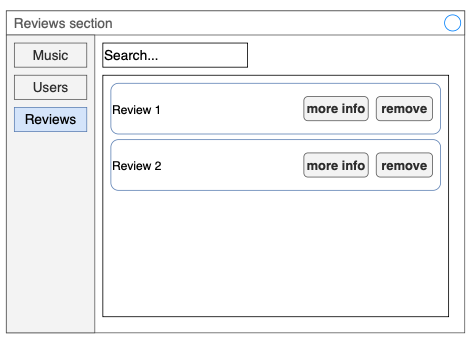 Reviews section
Music
Users
Reviews
Search...
Review 1
more info
remove
Review 2
more info
remove